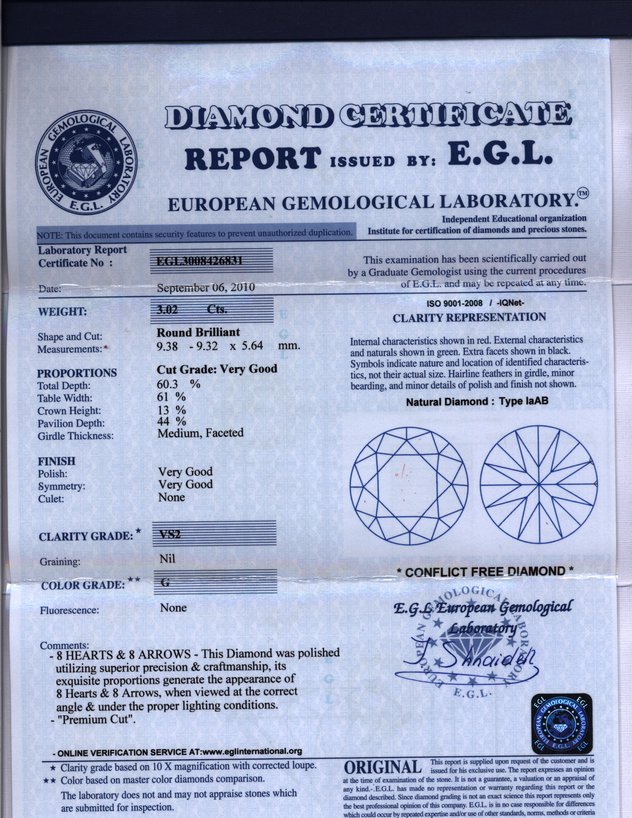 DIAMOND CERTIFICATE
REPORT ISSUED BY: E.G.L.
EUROPEAN GEMOLOGICAL LABORATORY.™
EUROPEAN GEMOLOGICAL LABORATORY
E.G.L.
Independent Educational organization
Institute for certification of diamonds and precious stones.
NOTE: This document contains security features to prevent unauthorized duplication.
Laboratory Report
Certificate No : EGL3008426831
Date: September 06, 2010
WEIGHT: 3.02 Cts.
Shape and Cut: Round Brilliant
Measurements:* 9.38 -9.32 x 5.64 mm.
PROPORTIONS Cut Grade: Very Good
Total Depth: 60.3 %
Table Width: 61 %
Crown Height: 13 %
Pavilion Depth: 44 %
Girdle Thickness: Medium, Faceted
FINISH
Polish: Very Good
Symmetry: Very Good
Culet: None
CLARITY GRADE: * VS2
Graining: Nil
COLOR GRADE: ** G
Fluorescence: None
Comments:
- 8 HEARTS & 8 ARROWS - This Diamond was polished
utilizing superior precision & craftmanship, its
exquisite proportions generate the appearance of
8 Hearts & 8 Arrows, when viewed at the correct
angle & under the proper lighting conditions.
- "Premium Cut".
- ONLINE VERIFICATION SERVICE AT:www.eglinternational.org
* Clarity grade based on 10 X magnification with corrected loupe.
** Color based on master color diamonds comparison.
The laboratory does not and may not appraise stones which
are submitted for inspection.
This examination has been scientifically carried out
by a Graduate Gemologist using the current procedures
of E.G.L. and may be repeated at any time.
ISO 9001-2008 / -IQNet-
CLARITY REPRESENTATION
Internal characteristics shown in red. External characteristics
and naturals shown in green. Extra facets shown in black.
Symbols indicate nature and location of identified characteris-
tics, not their actual size. Hairline feathers in girdle, minor
bearding, and minor details of polish and finish not shown.
Natural Diamond : Type IaAB
* CONFLICT FREE DIAMOND *
E.G.L European Gemological
Laboratory
EUROPEAN GEMOLOGICAL LABORATORY
E.G.L.
EGL EGL
EUROPEAN GEMOLOGICAL LABORATORY
EGL EGL
ORIGINAL This report is supplied upon request of the customer and is
issued for his exclusive use. The report expresses an opinion
at the time of examination of the stone. It is not a guarantee, a valuation or an appraisal of
any kind.-.E.G.L. has made no representation or warranty regarding this report or the
diamond described. Since diamond grading is not an exact science this report represents only
the best professional opinion of this company. E.G.L. is in no case responsible for differences
which could occur by repeated expertise and/or use of other standards, norms, methods or criteria